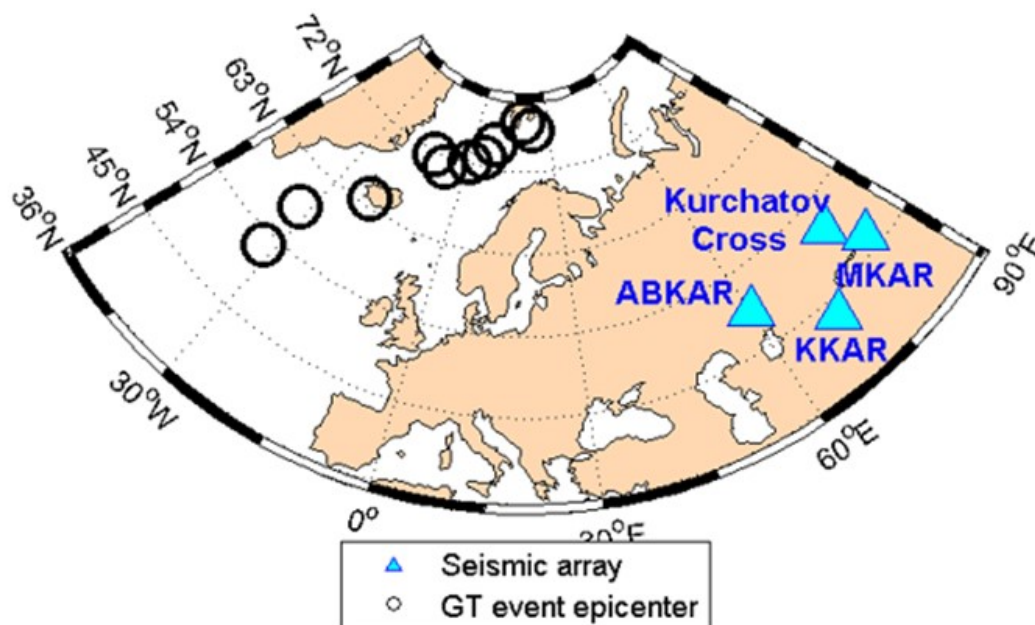 72°N
63°N
54°N
45°N
36°N
Kurchatov
Cross
MKAR
ABKAR
KKAR
90°E
60°E
30°W
0°
30°E
Seismic array
GT event epicenter